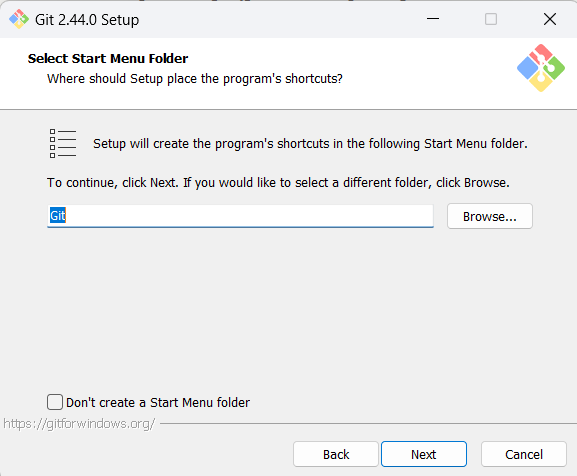 Git 2.44.0 Setup
Select Start Menu Folder
Where should Setup place the program's shortcuts?
Setup will create the program's shortcuts in the following Start Menu folder.
To continue, click Next. If you would like to select a different folder, click Browse.
Git
Browse...
Don't create a Start Menu folder
https://gitforwindows.org/
Back
Next
Cancel